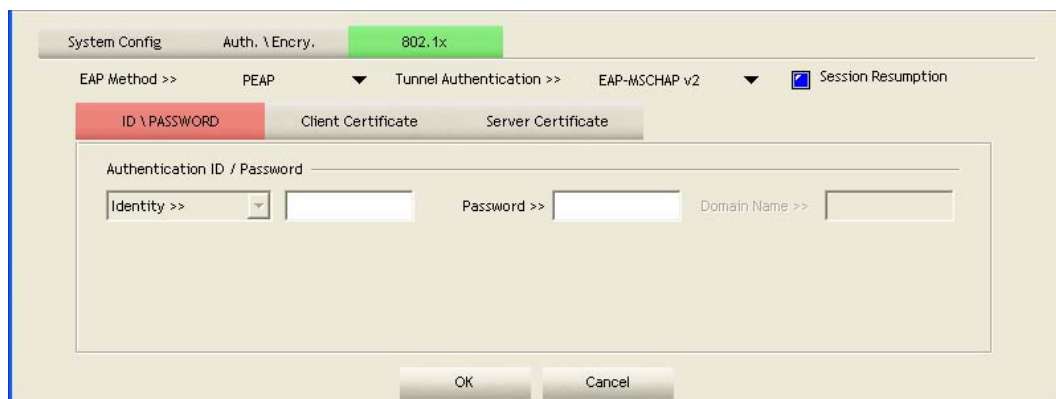 System Config Auth. \ Encry. 802.1x
EAP Method >> PEAP Tunnel Authentication >> EAP-MSCHAP v2 Session Resumption
ID \ PASSWORD Client Certificate Server Certificate
Authentication ID / Password
Identity >> Password >> Domain Name >>
OK Cancel